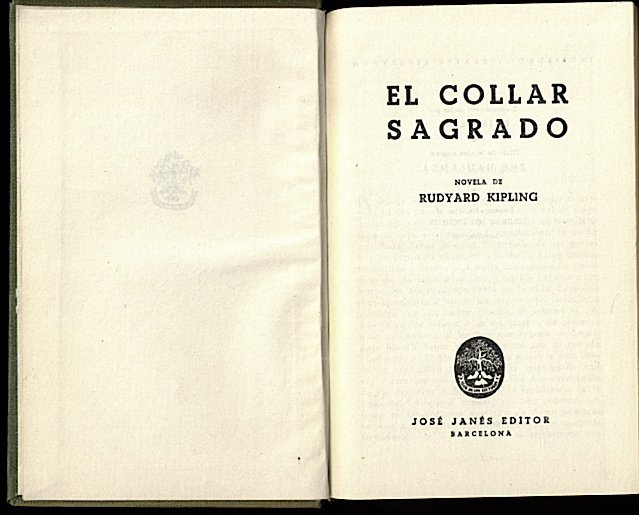 EL COLLAR
SAGRADO
NOVELA DE
RUDYARD KIPLING
JOSÉ JANÉS EDITOR
BARCELONA